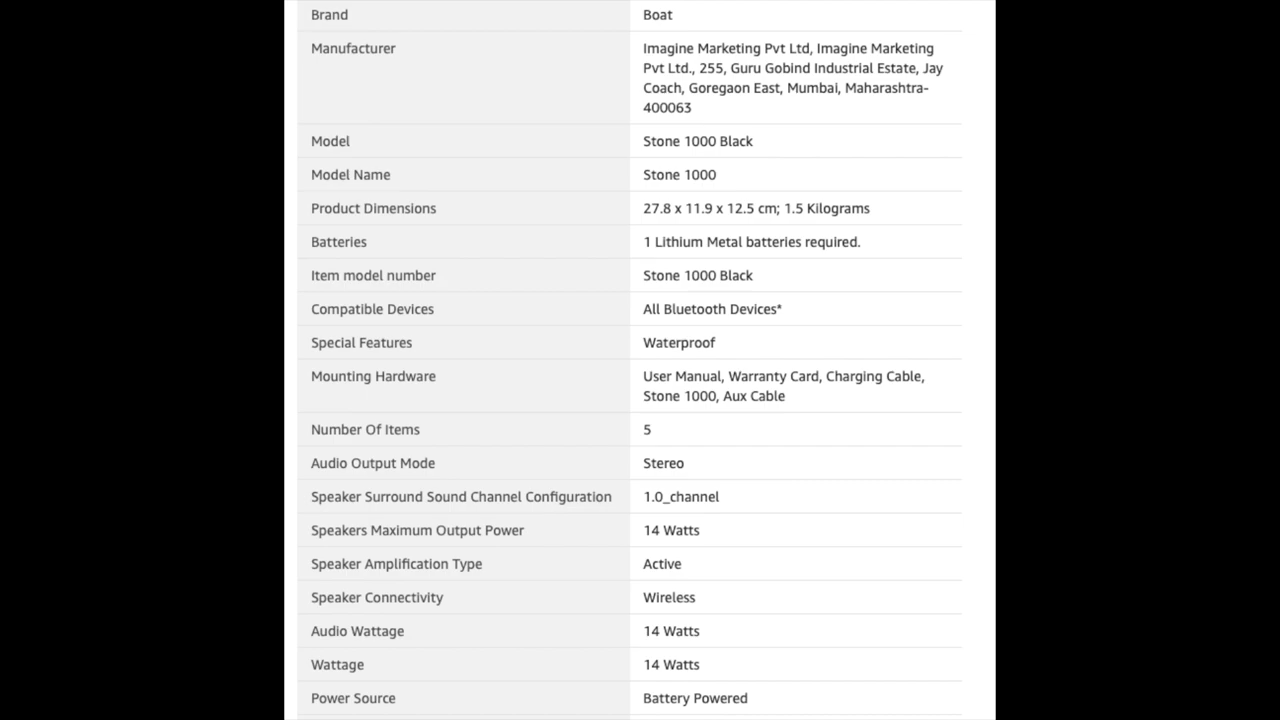 Brand Boat
Manufacturer Imagine Marketing Pvt Ltd, Imagine Marketing
Pvt Ltd., 255, Guru Gobind Industrial Estate, Jay
Coach, Goregaon East, Mumbai, Maharashtra-
400063
Model Stone 1000 Black
Model Name Stone 1000
Product Dimensions 27.8 x 11.9 x 12.5 cm; 1.5 Kilograms
Batteries 1 Lithium Metal batteries required.
Item model number Stone 1000 Black
Compatible Devices All Bluetooth Devices*
Special Features Waterproof
Mounting Hardware User Manual, Warranty Card, Charging Cable,
Stone 1000, Aux Cable
Number Of Items 5
Audio Output Mode Stereo
Speaker Surround Sound Channel Configuration 1.0_channel
Speakers Maximum Output Power 14 Watts
Speaker Amplification Type Active
Speaker Connectivity Wireless
Audio Wattage 14 Watts
Wattage 14 Watts
Power Source Battery Powered